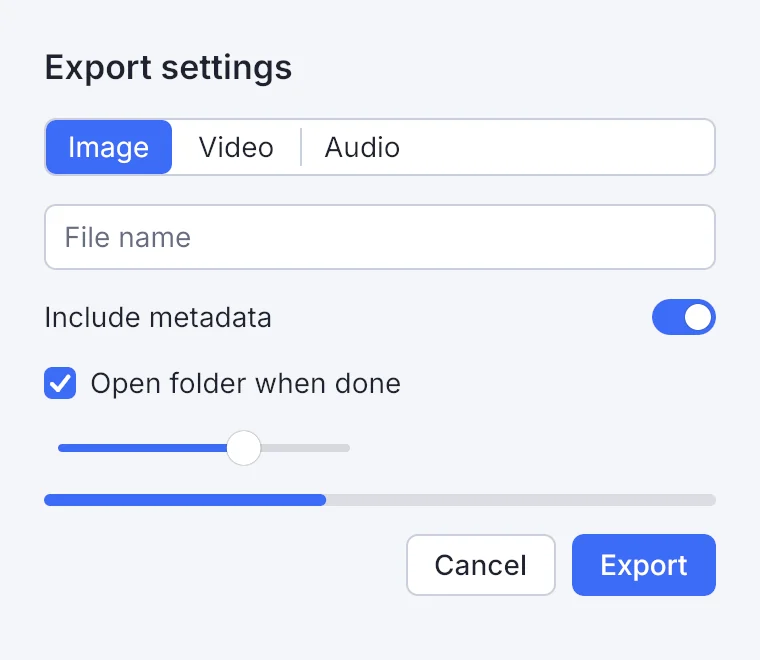 Export settings
Image Video Audio
File name
Include metadata
Open folder when done
Cancel Export